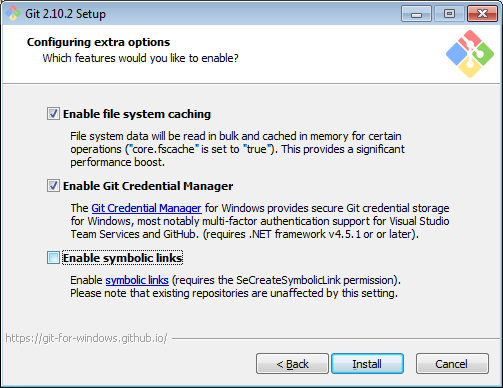 Git 2.10.2 Setup
Configuring extra options
Which features would you like to enable?
Enable file system caching
File system data will be read in bulk and cached in memory for certain
operations ("core.fscache" is set to "true"). This provides a significant
performance boost.
Enable Git Credential Manager
The Git Credential Manager for Windows provides secure Git credential storage
for Windows, most notably multi-factor authentication support for Visual Studio
Team Services and GitHub. (requires .NET framework v4.5.1 or or later).
Enable symbolic links
Enable symbolic links (requires the SeCreateSymbolicLink permission).
Please note that existing repositories are unaffected by this setting.
https://git-for-windows.github.io/
< Back
Install
Cancel